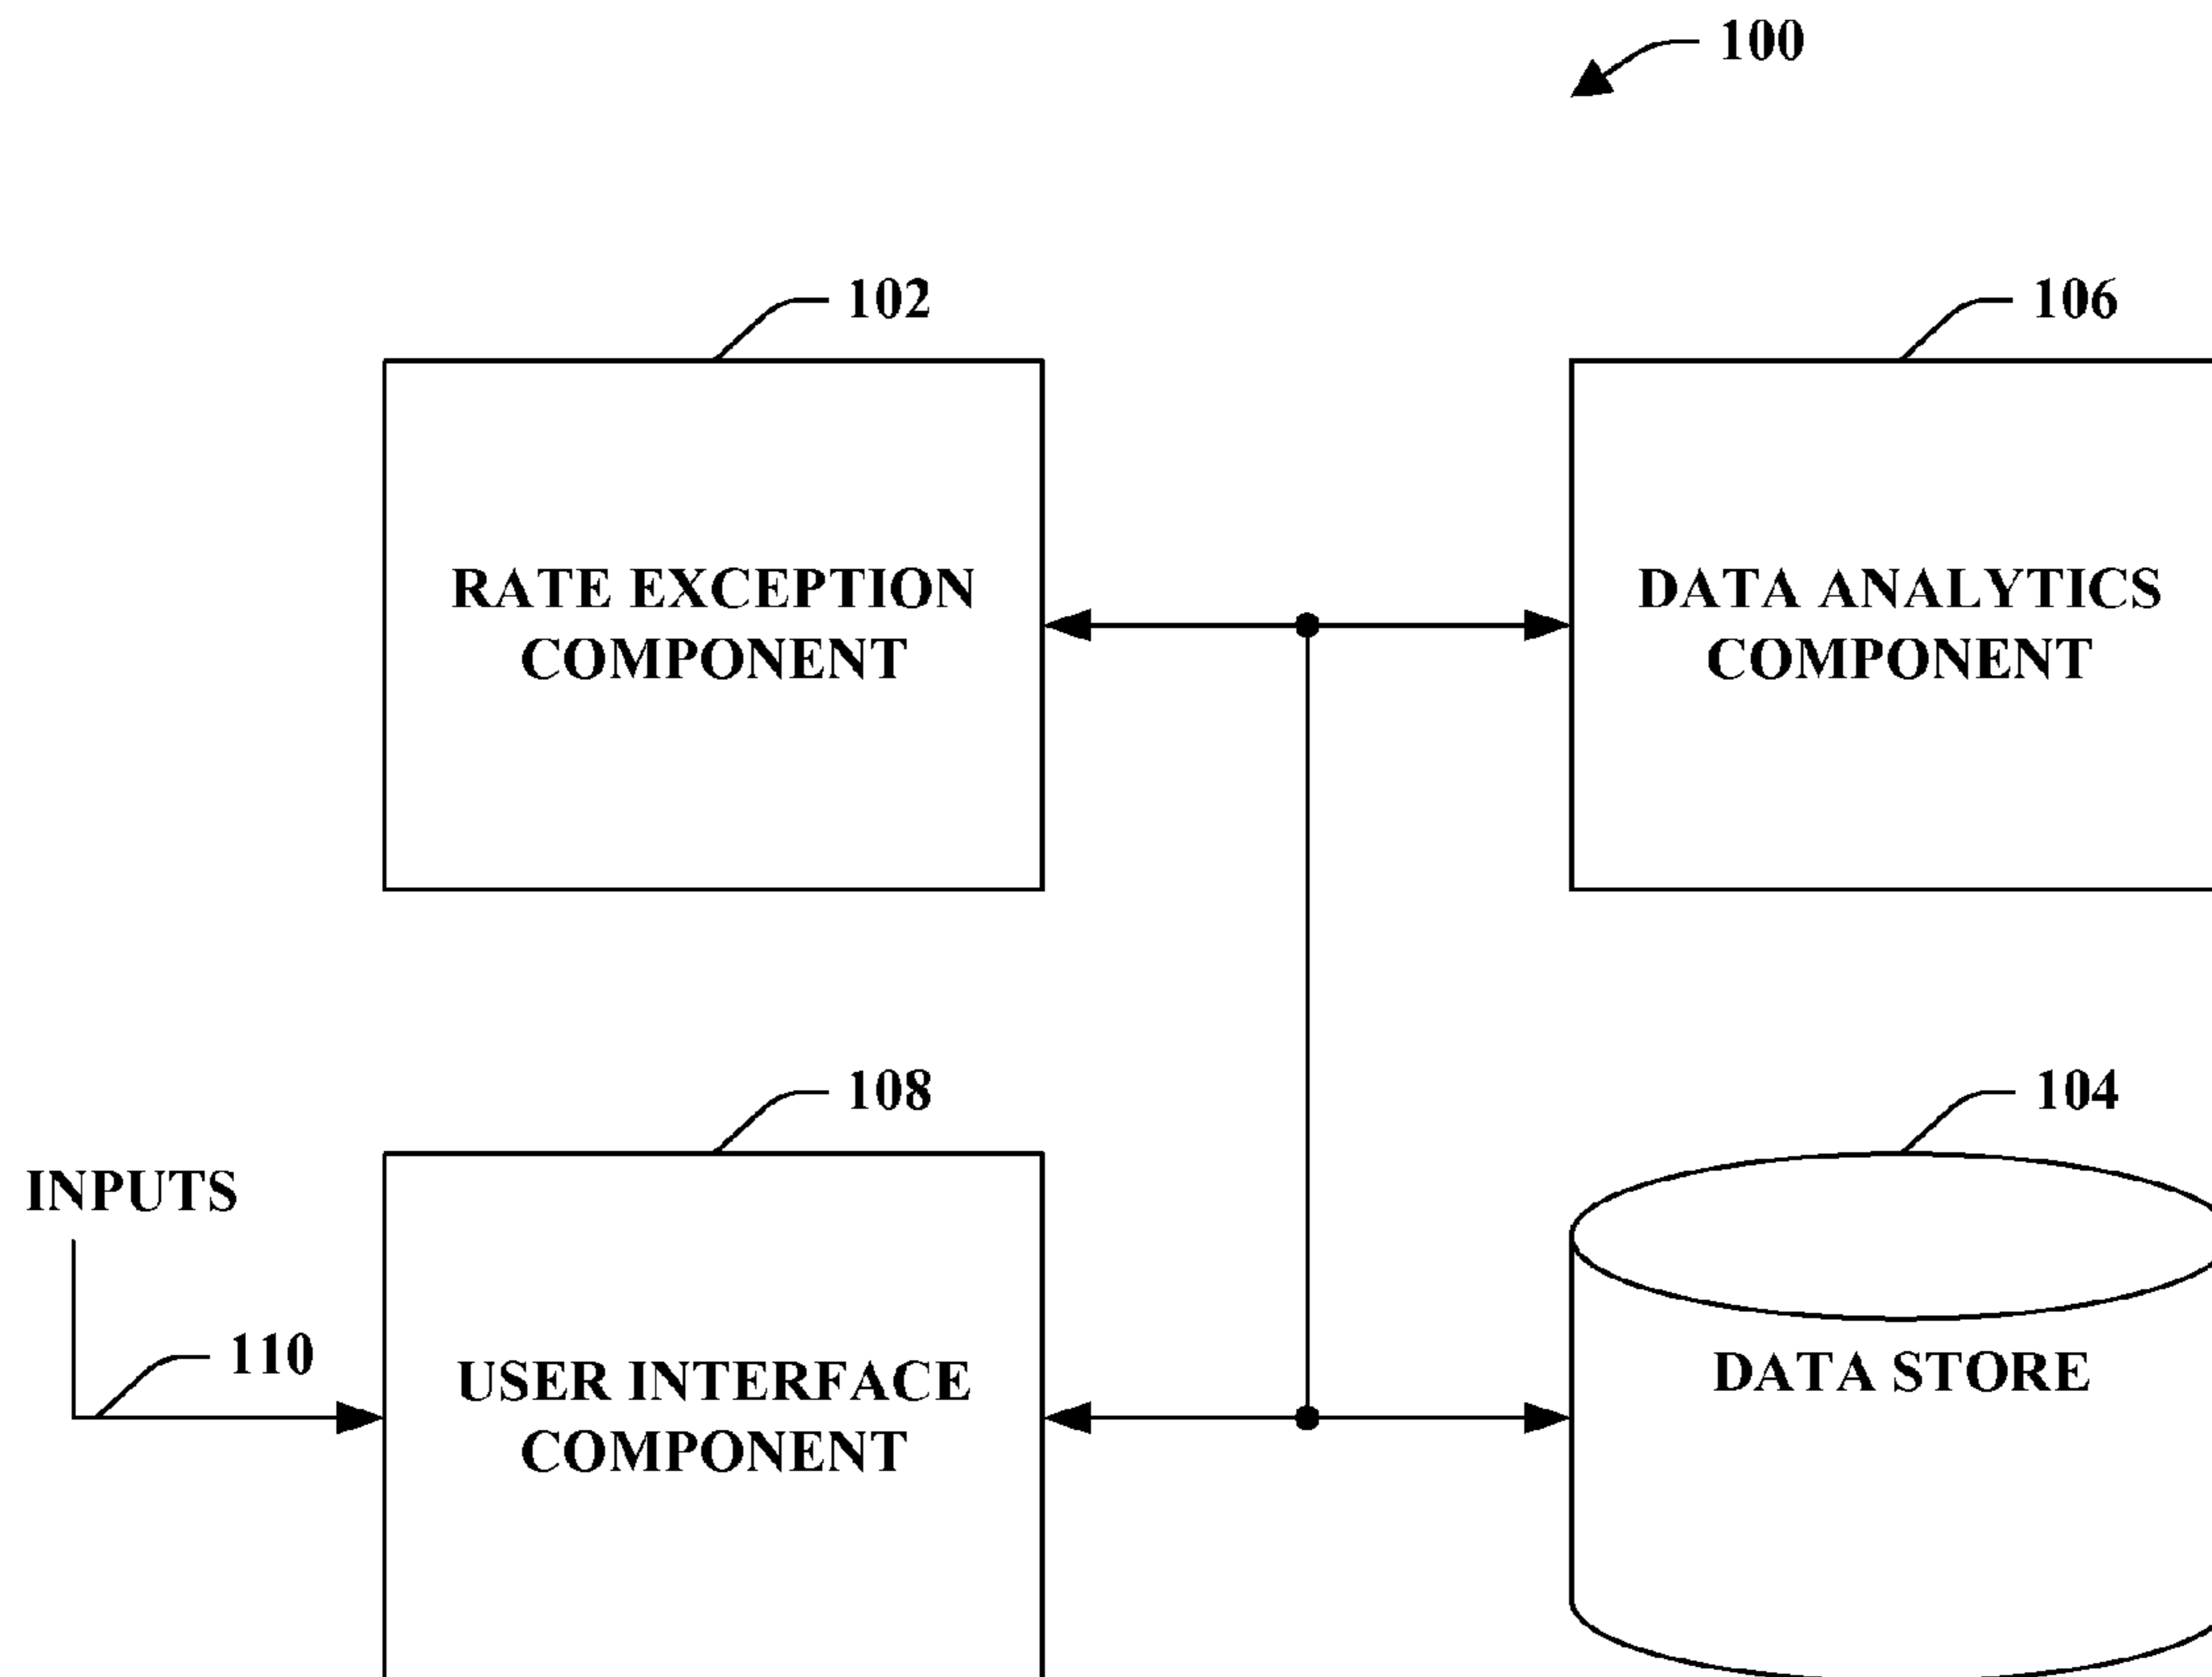 100
102
106
RATE EXCEPTION
COMPONENT
DATA ANALYTICS
COMPONENT
108
104
INPUTS
110
USER INTERFACE
COMPONENT
DATA STORE